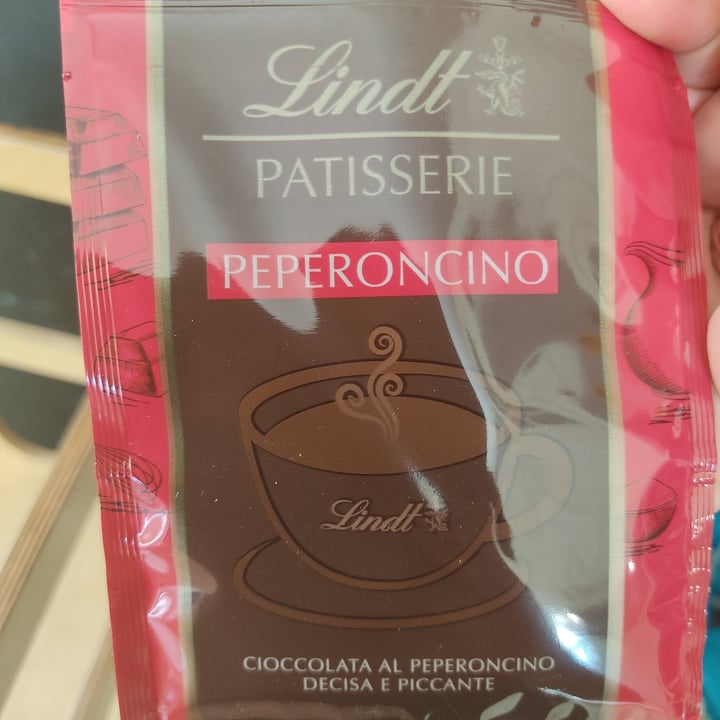 Lindt
PATISSERIE
PEPERONCINO
Lindt
CIOCCOLATA AL PEPERONCINO
DECISA E PICCANTE